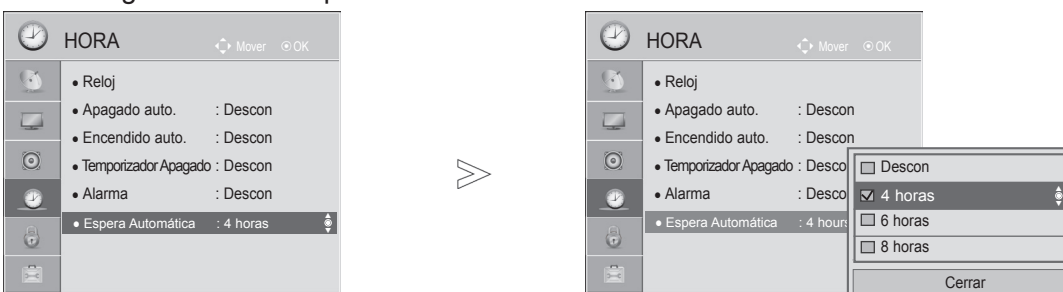 HORA
Mover OK
• Reloj
• Apagado auto. : Descon
• Encendido auto. : Descon
• Temporizador Apagado : Descon
• Alarma : Descon
• Espera Automática : 4 horas
HORA
Mover OK
• Reloj
• Apagado auto. : Descon
• Encendido auto. : Descon
• Temporizador Apagado : Desco
• Alarma : Desco
• Espera Automática : 4 hours
Descon
4 horas
6 horas
8 horas
Cerrar